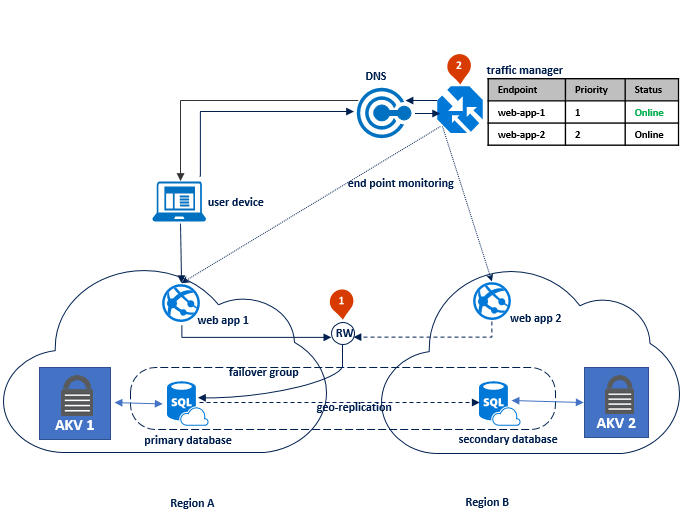 2
traffic manager
DNS
Endpoint Priority Status
web-app-1 1 Online
web-app-2 2 Online
end point monitoring
user device
1
web app 1
web app 2
RW
failover group
SQL
SQL
AKV 1
AKV 2
geo-replication
primary database
secondary database
Region A
Region B